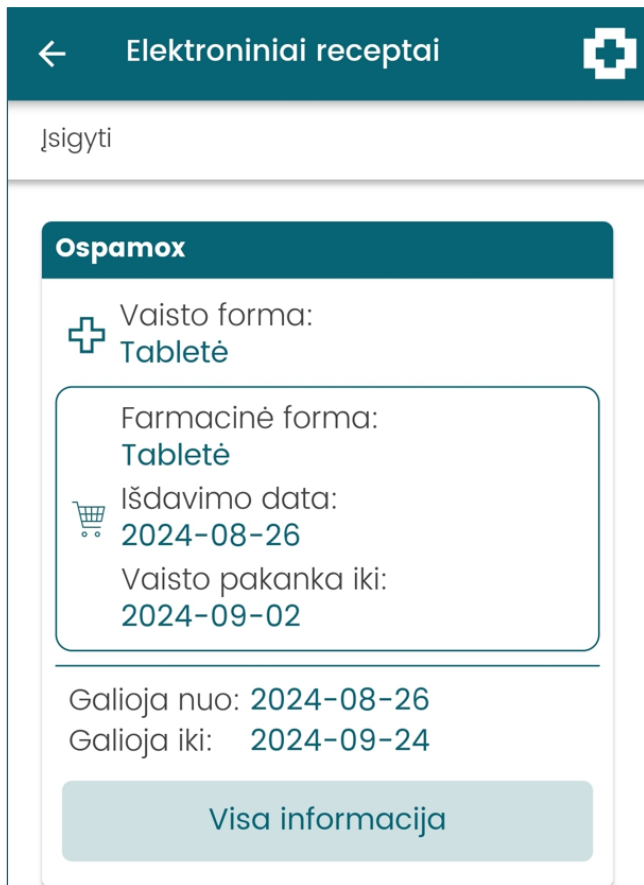 Elektroniniai receptai
Įsigyti
Ospamox
Vaisto forma:
Tabletė
Farmacinė forma:
Tabletė
Išdavimo data:
2024-08-26
Vaisto pakanka iki:
2024-09-02
Galioja nuo: 2024-08-26
Galioja iki: 2024-09-24
Visa informacija